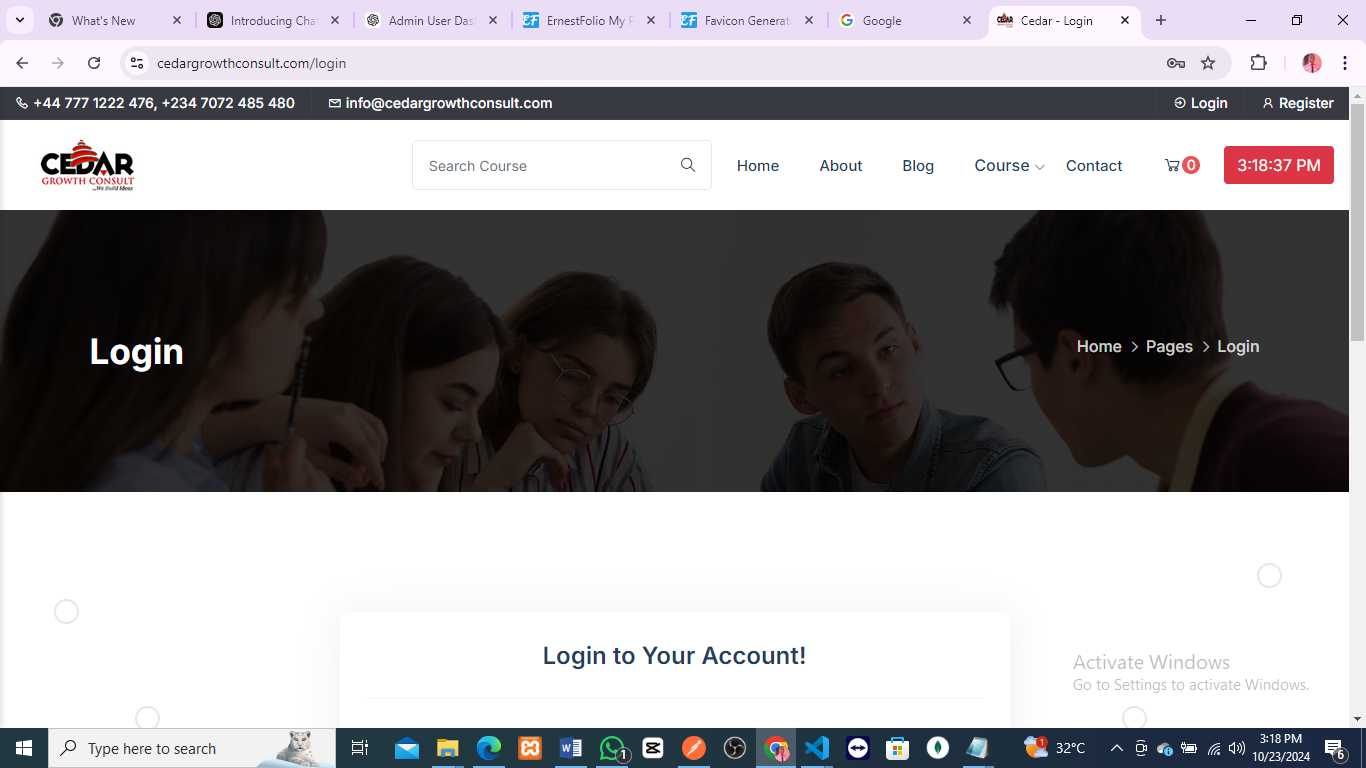 What's New
Introducing Cha
Admin User Das
ErnestFolio My P
Favicon Generat
Google
Cedar - Login
cedargrowthconsult.com/login
+44 777 1222 476, +234 7072 485 480
info@cedargrowthconsult.com
Login
Register
CEDAR
GROWTH CONSULT
...We Build Ideas
Search Course
Home
About
Blog
Course
Contact
0
3:18:37 PM
Login
Home > Pages > Login
Login to Your Account!
Activate Windows
Go to Settings to activate Windows.
Type here to search
1
1
32°C
3:18 PM
10/23/2024
6